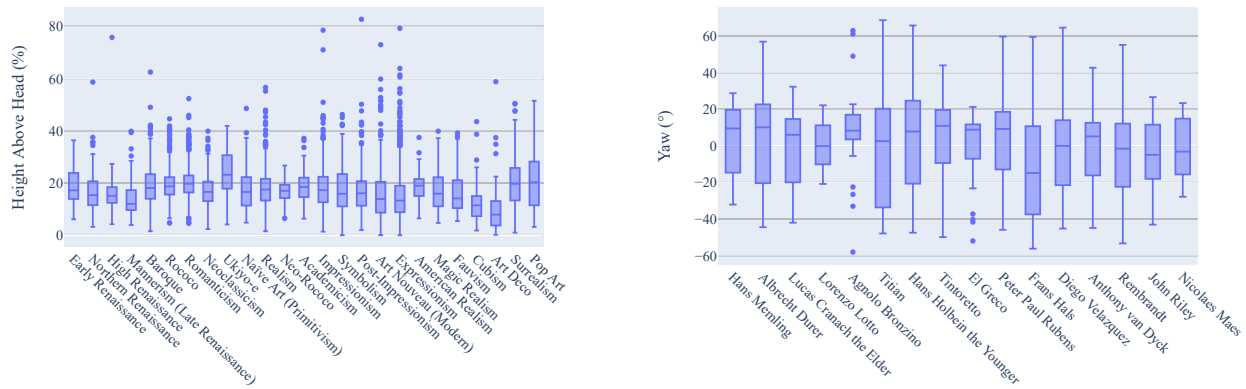 Height Above Head (%)
80
60
40
20
0
Early Renaissance
Northern Renaissance
High Renaissance
Mannerism (Late Renaissance)
Baroque
Rococo
Romanticism
Neoclassicism
Ukiyo-e
Naïve Art (Primitivism)
Realism
Neo-Rococo
Academicism
Impressionism
Symbolism
Post-Impressionism
Art Nouveau (Modern)
Expressionism
American Realism
Magic Realism
Fauvism
Cubism
Art Deco
Surrealism
Pop Art
Yaw (°)
60
40
20
0
−20
−40
−60
Hans Memling
Albrecht Durer
Lucas Cranach the Elder
Lorenzo Lotto
Agnolo Bronzino
Titian
Hans Holbein the Younger
Tintoretto
El Greco
Peter Paul Rubens
Frans Hals
Diego Velazquez
Anthony van Dyck
Rembrandt
John Riley
Nicolaes Maes